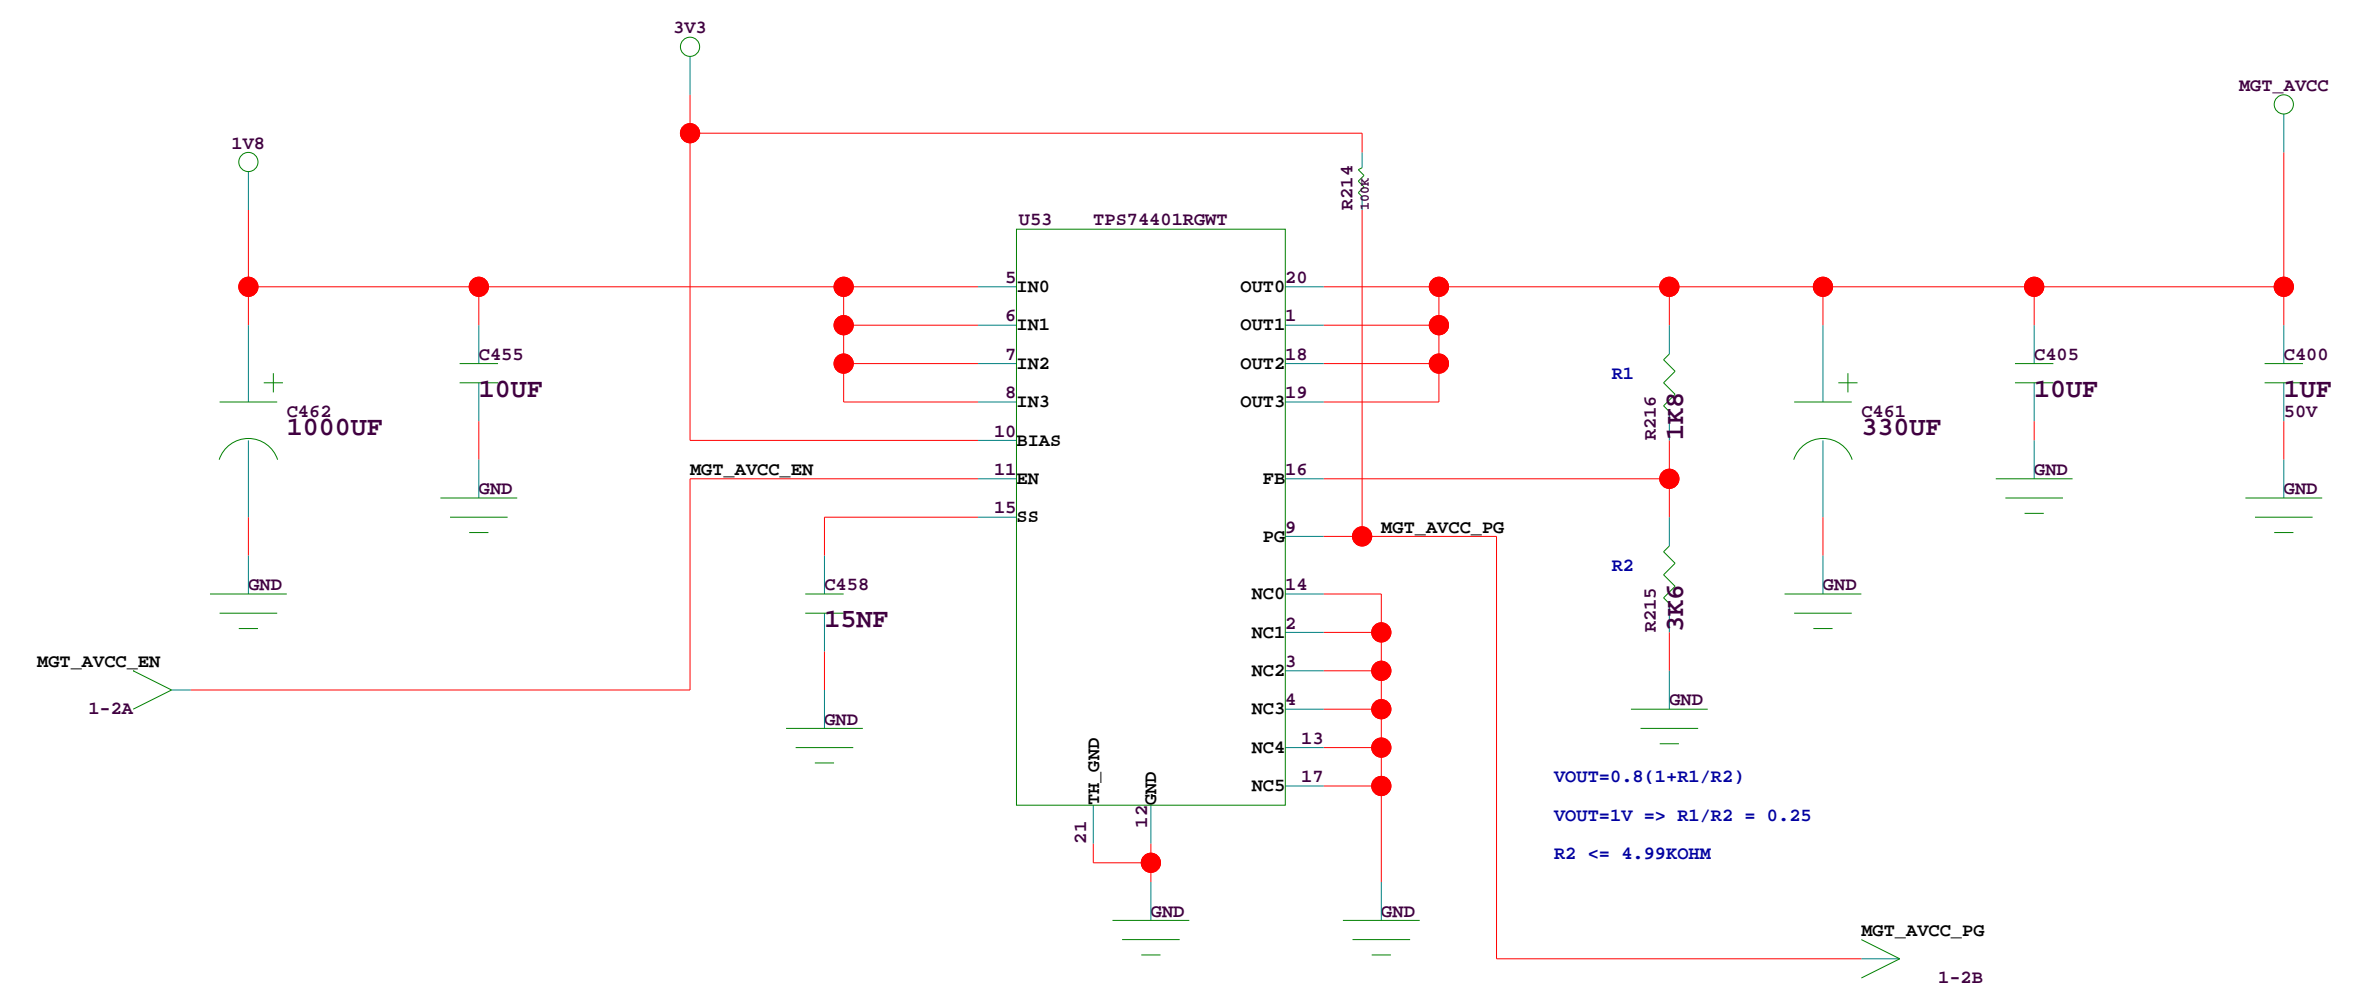 3V3
MGT_AVCC
1V8
R214
100K
U53 TPS74401RGWT
5 IN0
6 IN1
7 IN2
8 IN3
10 BIAS
11 EN
15 SS
OUT0 20
OUT1 1
OUT2 18
OUT3 19
FB 16
PG 9
NC0 14
NC1 2
NC2 3
NC3 4
NC4 13
NC5 17
TH_GND
21
GND
12
GND
GND
C462
1000UF
GND
C455
10UF
GND
MGT_AVCC_EN
C458
15NF
GND
MGT_AVCC_EN
1-2A
R1
R216
1K8
R2
R215
3K6
GND
C461
330UF
GND
C405
10UF
GND
C400
1UF
50V
GND
MGT_AVCC_PG
VOUT=0.8(1+R1/R2)
VOUT=1V => R1/R2 = 0.25
R2 <= 4.99KOHM
MGT_AVCC_PG
1-2B